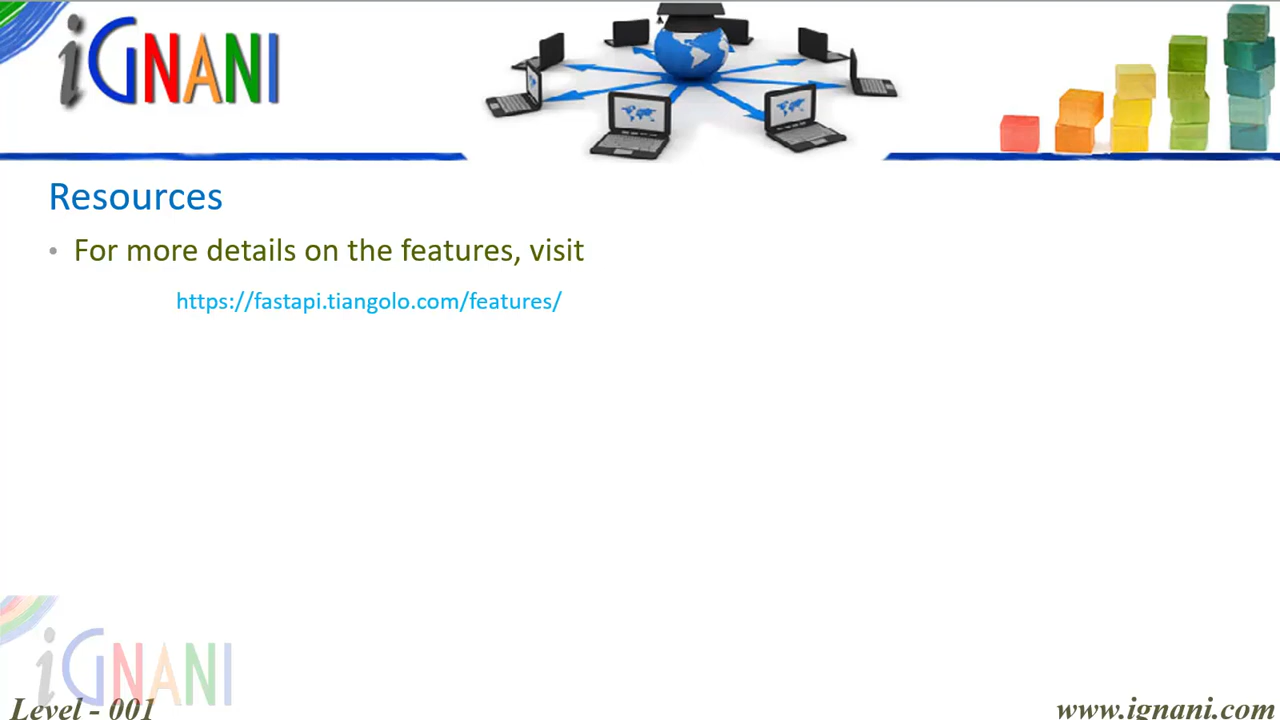 iGNANI
Resources
• For more details on the features, visit
https://fastapi.tiangolo.com/features/
iGNANI
Level - 001
www.ignani.com